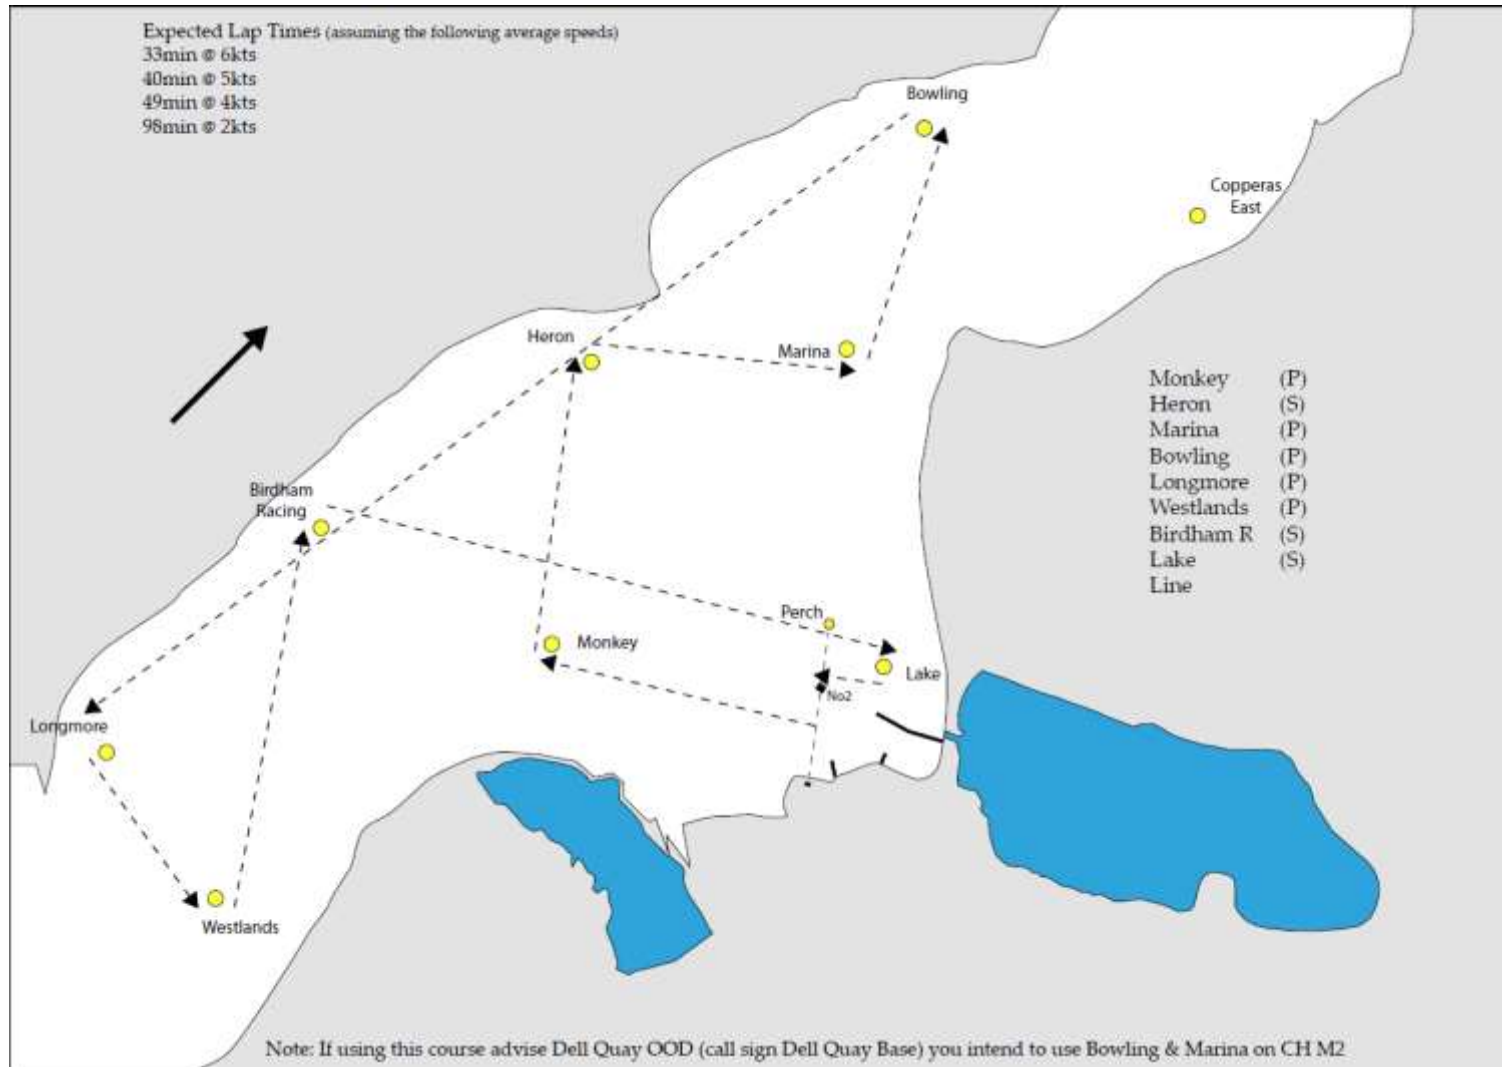 Expected Lap Times (assuming the following average speeds)
33min @ 6kts
40min @ 5kts
49min @ 4kts
98min @ 2kts
Bowling
Copperas
East
Heron
Marina
Monkey (P)
Heron (S)
Marina (P)
Bowling (P)
Longmore (P)
Westlands (P)
Birdham R (S)
Lake (S)
Line
Birdham
Racing
Perch
Monkey
Lake
No2
Longmore
Westlands
Note: If using this course advise Dell Quay OOD (call sign Dell Quay Base) you intend to use Bowling & Marina on CH M2